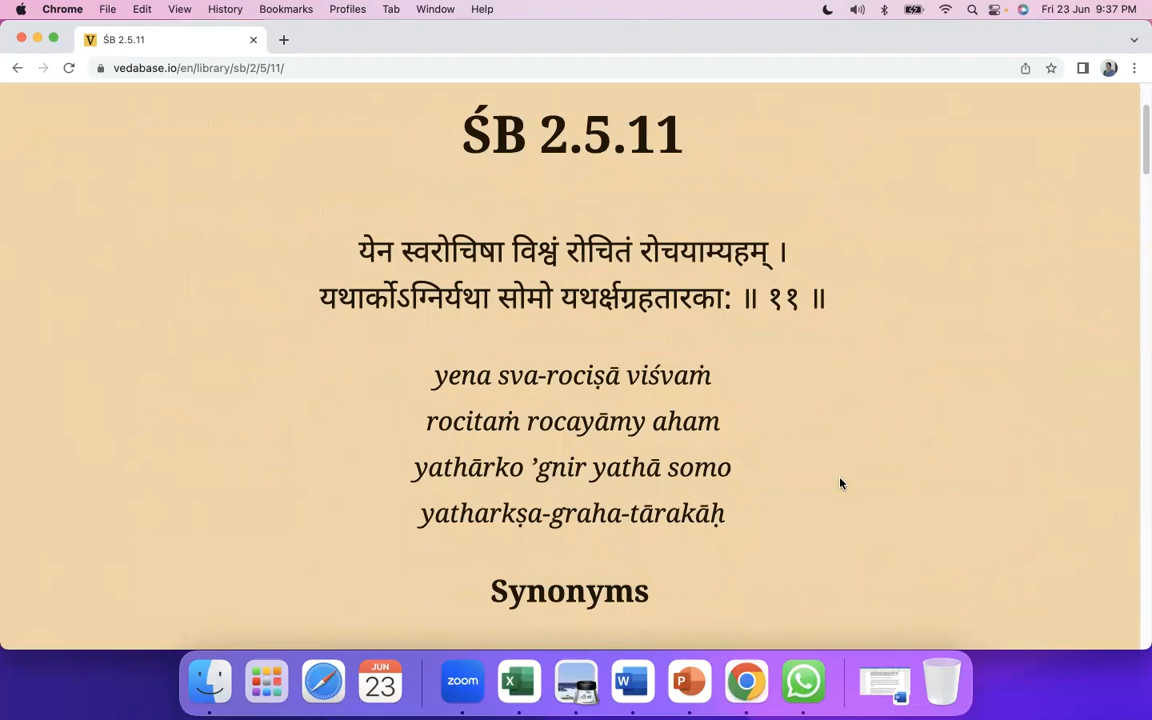 Chrome File Edit View History Bookmarks Profiles Tab Window Help Fri 23 Jun 9:37 PM
V ŚB 2.5.11
vedabase.io/en/library/sb/2/5/11/
ŚB 2.5.11
येन स्वरोचिषा विश्वं रोचितं रोचयाम्यहम् ।
यथार्कोऽग्निर्यथा सोमो यथर्क्षग्रहतारका: ॥ ११ ॥
yena sva-rociṣā viśvaṁ
rocitaṁ rocayāmy aham
yathārko ’gnir yathā somo
yatharkṣa-graha-tārakāḥ
Synonyms
JUN
23
zoom
X
W
P